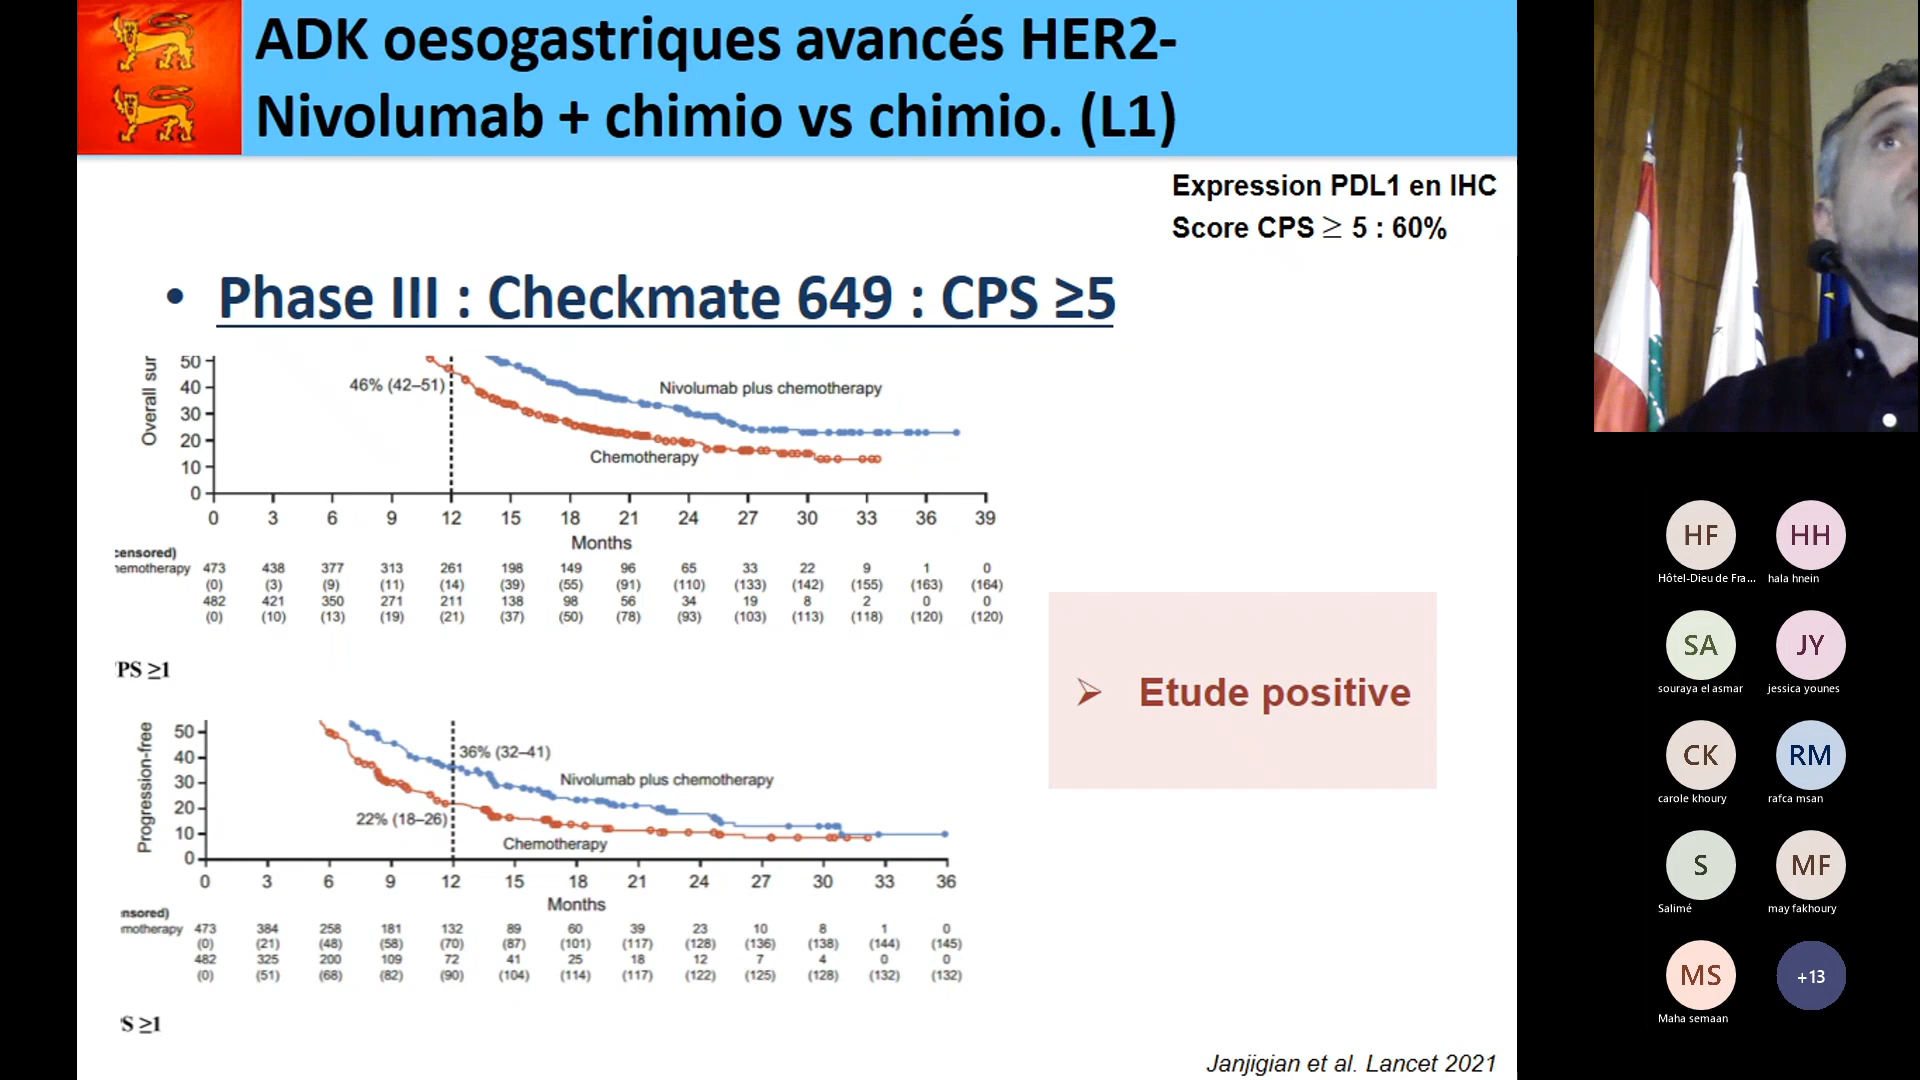 ADK oesogastriques avancés HER2-
Nivolumab + chimio vs chimio. (L1)
Expression PDL1 en IHC
Score CPS ≥ 5 : 60%
• Phase III : Checkmate 649 : CPS ≥5
Overall sur
50
40
30
20
10
0
46% (42–51)
Nivolumab plus chemotherapy
Chemotherapy
0 3 6 9 12 15 18 21 24 27 30 33 36 39
Months
censored)
hemotherapy 473 438 377 313 261 198 149 96 65 33 22 9 1 0
(0) (3) (9) (11) (14) (39) (55) (91) (110) (133) (142) (155) (163) (164)
482 421 350 271 211 138 98 56 34 19 8 2 0 0
(0) (10) (13) (19) (21) (37) (50) (78) (93) (103) (113) (118) (120) (120)
PS ≥1
➢ Etude positive
Progression-free
50
40
30
20
10
0
36% (32–41)
Nivolumab plus chemotherapy
22% (18–26)
Chemotherapy
0 3 6 9 12 15 18 21 24 27 30 33 36
Months
nsored)
motherapy 473 384 258 181 132 89 60 39 23 10 8 1 0
(0) (21) (48) (58) (70) (87) (101) (117) (128) (136) (138) (144) (145)
482 325 200 109 72 41 25 18 12 7 4 0 0
(0) (51) (68) (82) (90) (104) (114) (117) (122) (125) (128) (132) (132)
S ≥1
Janjigian et al. Lancet 2021
HF HH
Hôtel-Dieu de Fra... hala hnein
SA JY
souraya el asmar jessica younes
CK RM
carole khoury rafca msan
S MF
Salimé may fakhoury
MS +13
Maha semaan